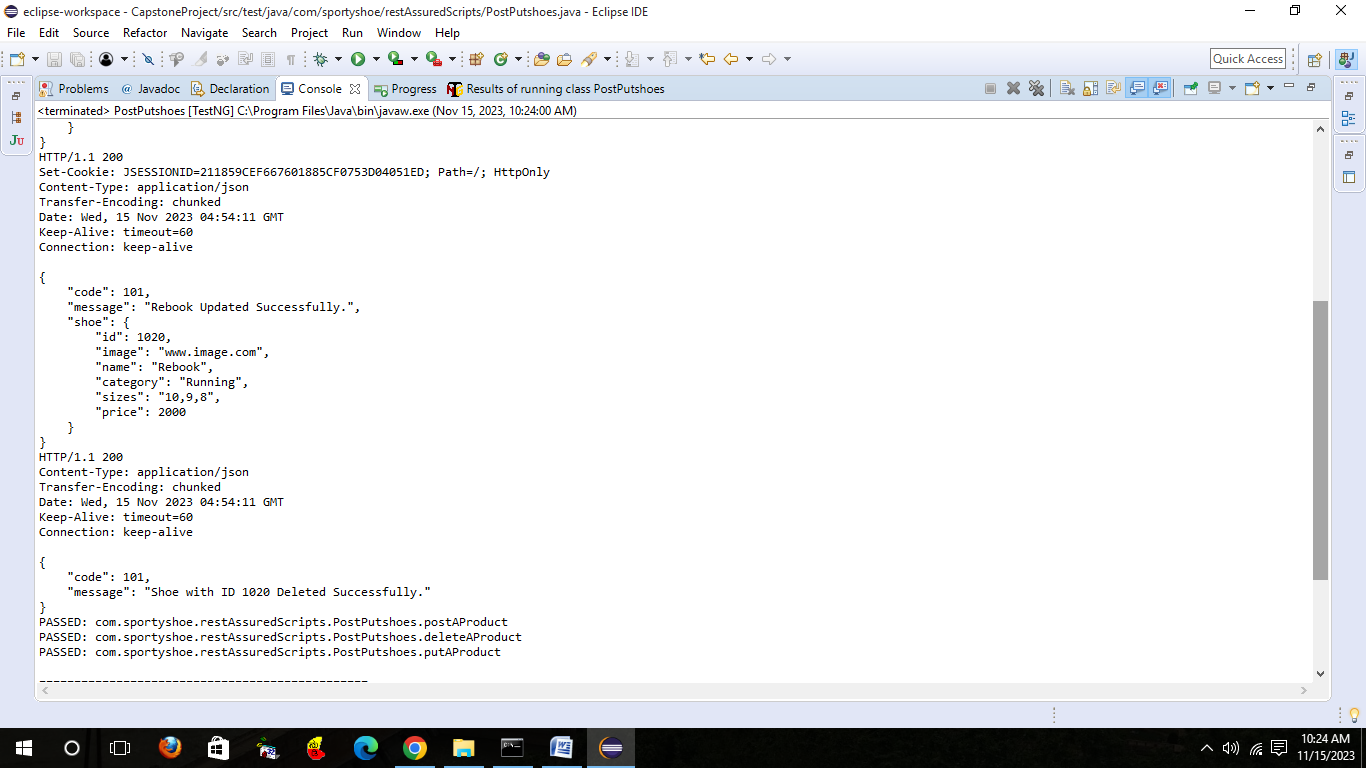 eclipse-workspace - CapstoneProject/src/test/java/com/sportyshoe/restAssuredScripts/PostPutshoes.java - Eclipse IDE
File Edit Source Refactor Navigate Search Project Run Window Help
Quick Access
Problems @ Javadoc Declaration Console Progress Results of running class PostPutshoes
<terminated> PostPutshoes [TestNG] C:\Program Files\Java\bin\javaw.exe (Nov 15, 2023, 10:24:00 AM)
JU
    }
}
HTTP/1.1 200
Set-Cookie: JSESSIONID=211859CEF667601885CF0753D04051ED; Path=/; HttpOnly
Content-Type: application/json
Transfer-Encoding: chunked
Date: Wed, 15 Nov 2023 04:54:11 GMT
Keep-Alive: timeout=60
Connection: keep-alive
{
    "code": 101,
    "message": "Rebook Updated Successfully.",
    "shoe": {
        "id": 1020,
        "image": "www.image.com",
        "name": "Rebook",
        "category": "Running",
        "sizes": "10,9,8",
        "price": 2000
    }
}
HTTP/1.1 200
Content-Type: application/json
Transfer-Encoding: chunked
Date: Wed, 15 Nov 2023 04:54:11 GMT
Keep-Alive: timeout=60
Connection: keep-alive
{
    "code": 101,
    "message": "Shoe with ID 1020 Deleted Successfully."
}
PASSED: com.sportyshoe.restAssuredScripts.PostPutshoes.postAProduct
PASSED: com.sportyshoe.restAssuredScripts.PostPutshoes.deleteAProduct
PASSED: com.sportyshoe.restAssuredScripts.PostPutshoes.putAProduct
===============================================
10:24 AM
11/15/2023